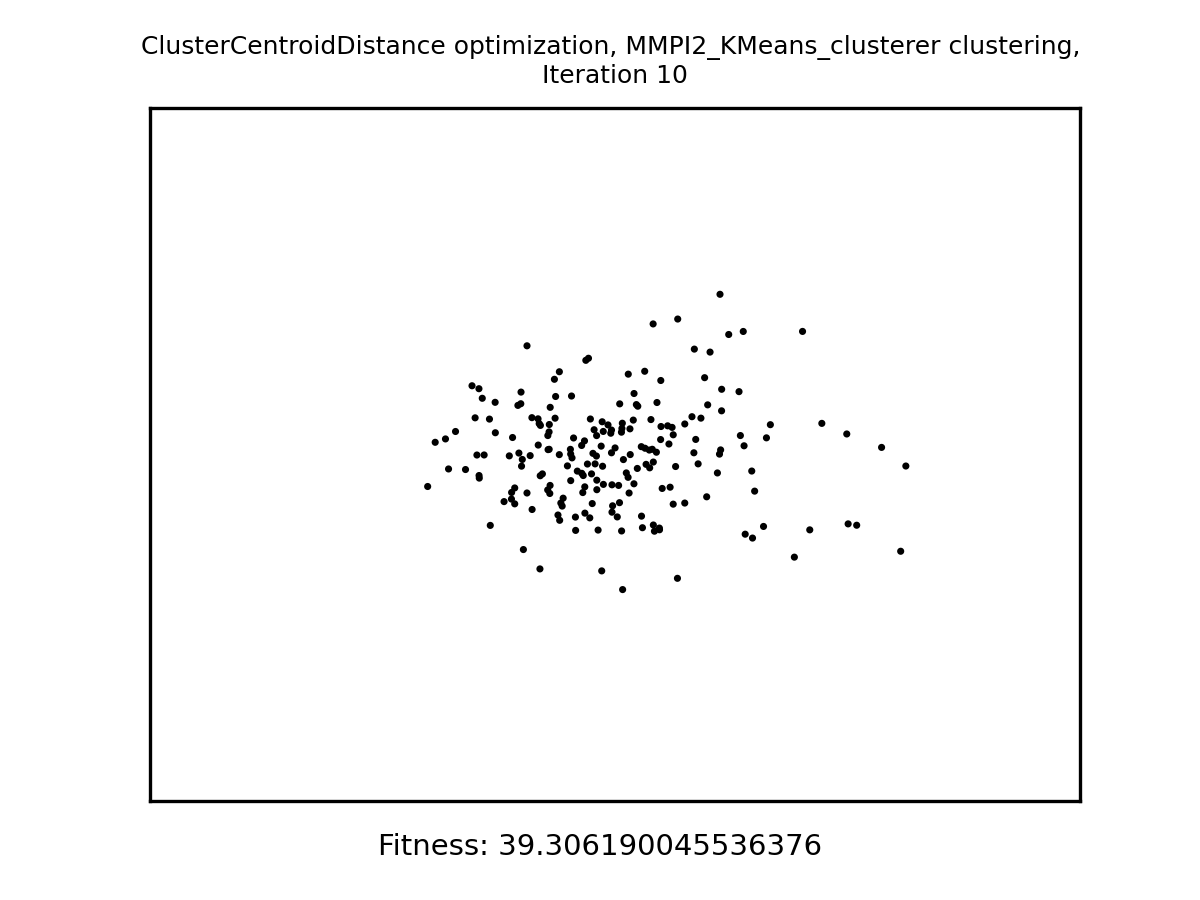 ClusterCentroidDistance optimization, MMPI2_KMeans_clusterer clustering,
Iteration 10
Fitness: 39.306190045536376